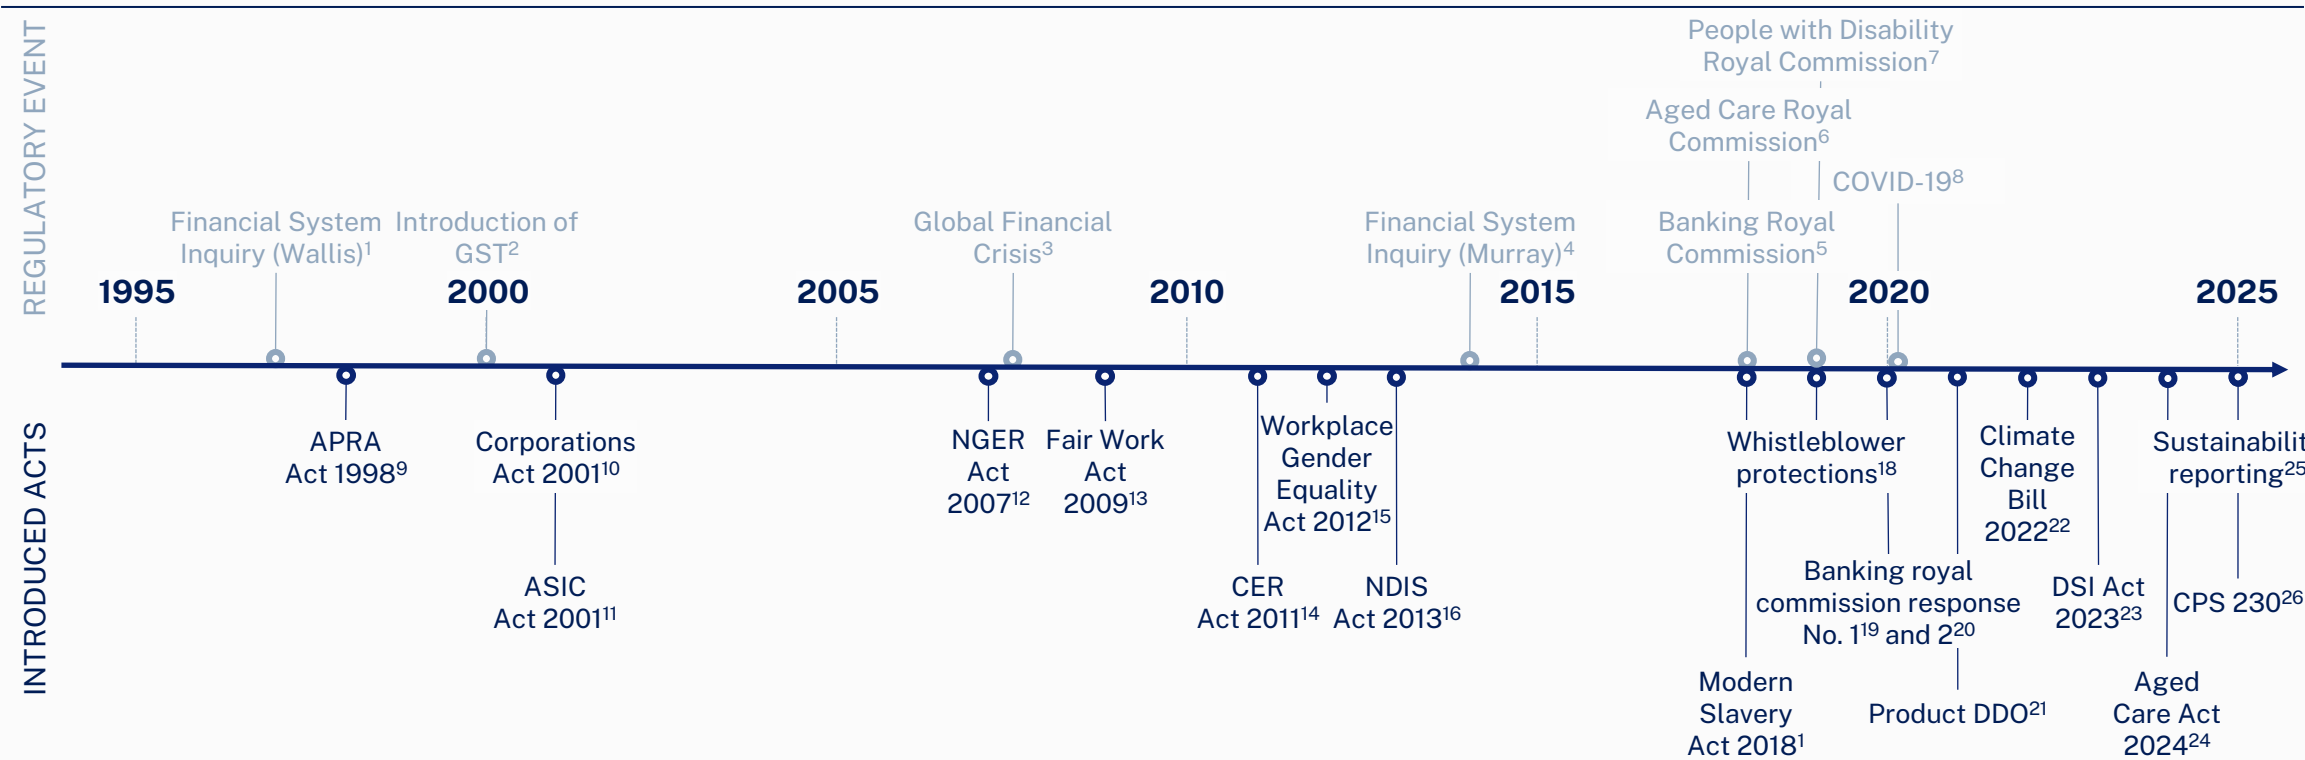 REGULATORY EVENT
People with Disability
Royal Commission⁷
Aged Care Royal
Commission⁶
COVID-19⁸
Financial System
Inquiry (Wallis)¹
Introduction of
GST²
Global Financial
Crisis³
Financial System
Inquiry (Murray)⁴
Banking Royal
Commission⁵
1995
2000
2005
2010
2015
2020
2025
INTRODUCED ACTS
APRA
Act 1998⁹
Corporations
Act 2001¹⁰
ASIC
Act 2001¹¹
NGER
Act
2007¹²
Fair Work
Act
2009¹³
CER
Act 2011¹⁴
Workplace
Gender
Equality
Act 2012¹⁵
NDIS
Act 2013¹⁶
Modern
Slavery
Act 2018¹
Whistleblower
protections¹⁸
Banking royal
commission response
No. 1¹⁹ and 2²⁰
Product DDO²¹
Climate
Change
Bill
2022²²
DSI Act
2023²³
Aged
Care Act
2024²⁴
Sustainabilit
reporting²⁵
CPS 230²⁶